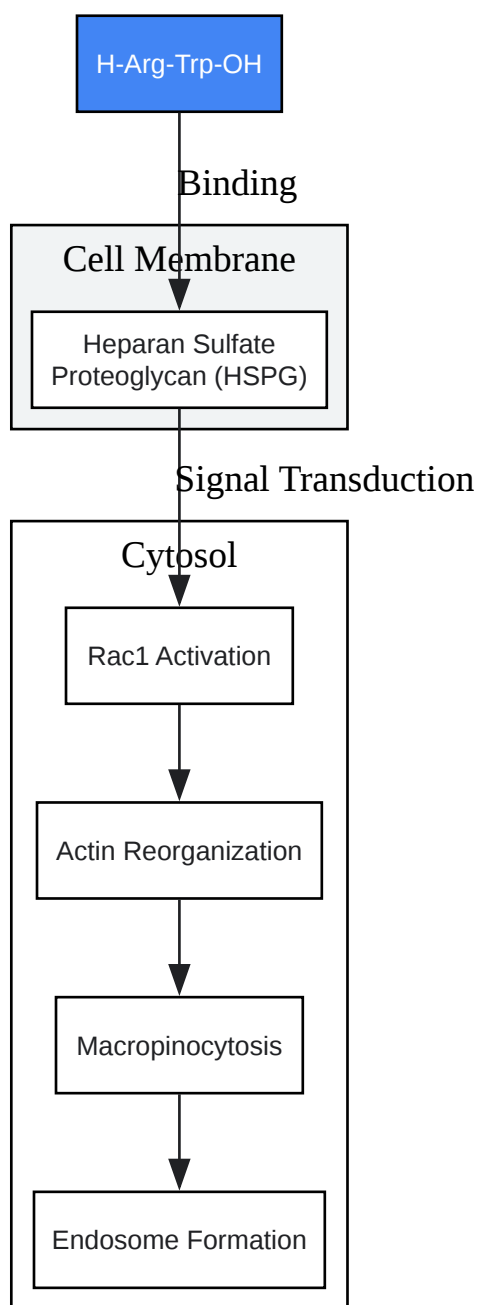 H-Arg-Trp-OH
Binding
Cell Membrane
Heparan Sulfate
Proteoglycan (HSPG)
Signal Transduction
Cytosol
Rac1 Activation
Actin Reorganization
Macropinocytosis
Endosome Formation